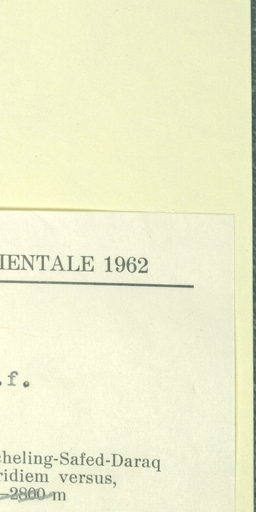 IENTALE 1962
.f.
cheling-Safed-Daraq
ridiem versus,
-2800 m